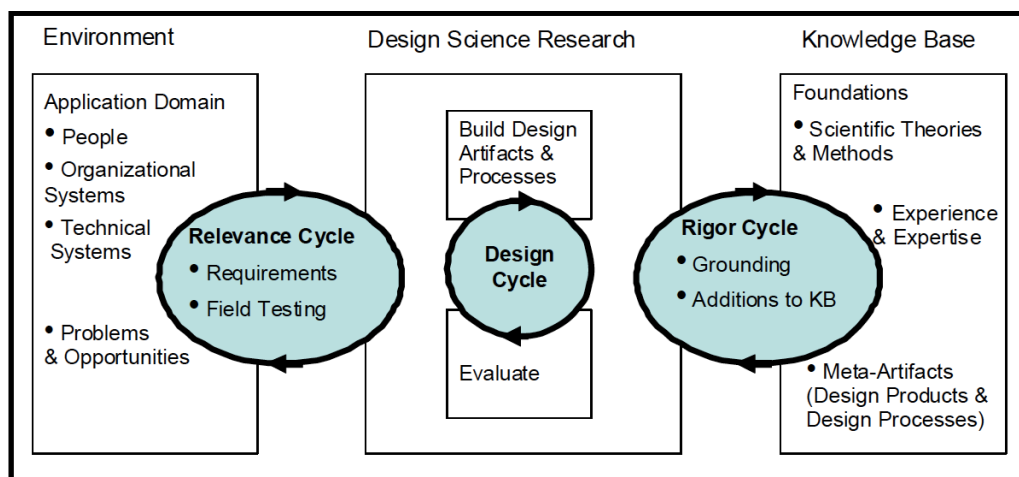 Environment
Design Science Research
Knowledge Base
Application Domain
• People
• Organizational
Systems
• Technical
Systems
• Problems
& Opportunities
Relevance Cycle
• Requirements
• Field Testing
Build Design
Artifacts &
Processes
Design
Cycle
Evaluate
Rigor Cycle
• Grounding
• Additions to KB
Foundations
• Scientific Theories
& Methods
• Experience
& Expertise
• Meta-Artifacts
(Design Products &
Design Processes)